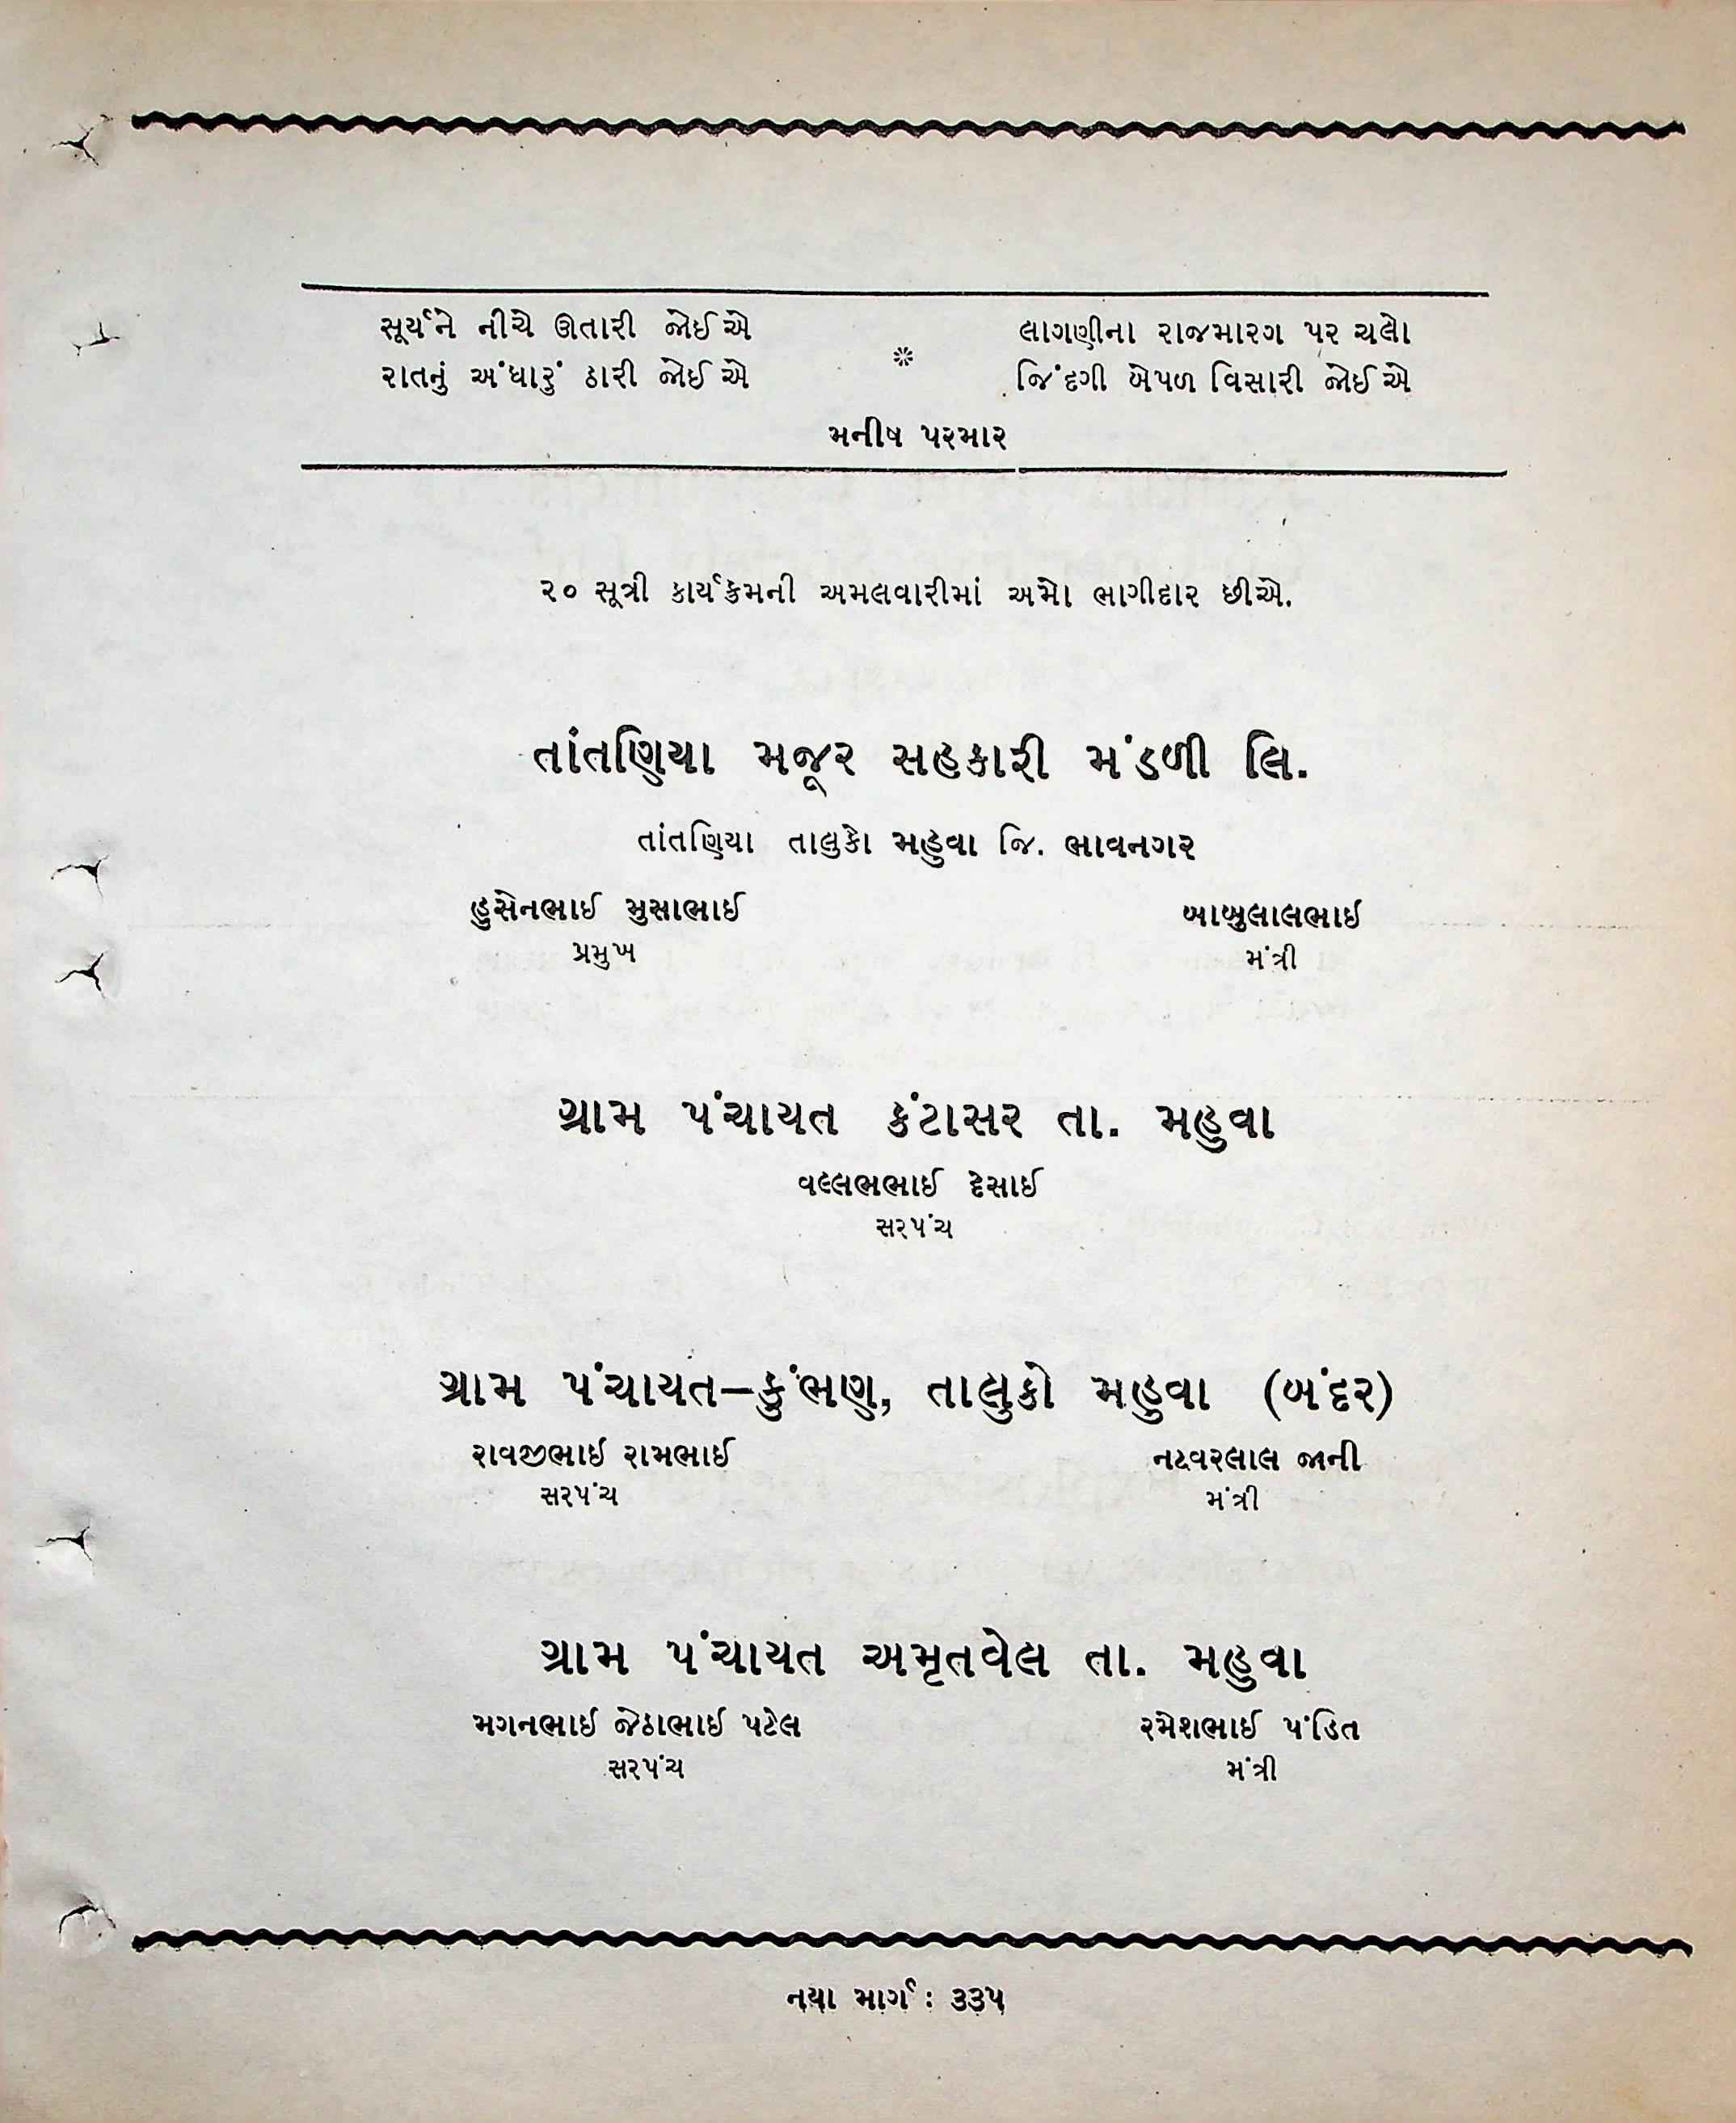 સૂર્યને નીચે ઊતારી જોઈએ
રાતનું અંધારું ઠારી જોઈએ
*
લાગણીના રાજમારગ પર ચલો
જિંદગી બેપળ વિસારી જોઈએ
મનીષ પરમાર
૨૦ સૂત્રી કાર્યક્રમની અમલવારીમાં અમો ભાગીદાર છીએ.
તાંતણિયા મજૂર સહકારી મંડળી લિ.
તાંતણિયા તાલુકો મહુવા જિ. ભાવનગર
હુસેનભાઈ મુસાભાઈ
પ્રમુખ
બાબુલાલભાઈ
મંત્રી
ગ્રામ પંચાયત કંટાસર તા. મહુવા
વલ્લભભાઈ દેસાઈ
સરપંચ
ગ્રામ પંચાયત–કુંભણ, તાલુકો મહુવા (બંદર)
રાવજીભાઈ રામભાઈ
સરપંચ
નટવરલાલ જાની
મંત્રી
ગ્રામ પંચાયત અમૃતવેલ તા. મહુવા
મગનભાઈ જેઠાભાઈ પટેલ
સરપંચ
રમેશભાઈ પંડિત
મંત્રી
નયા માર્ગ : ૩૩૫